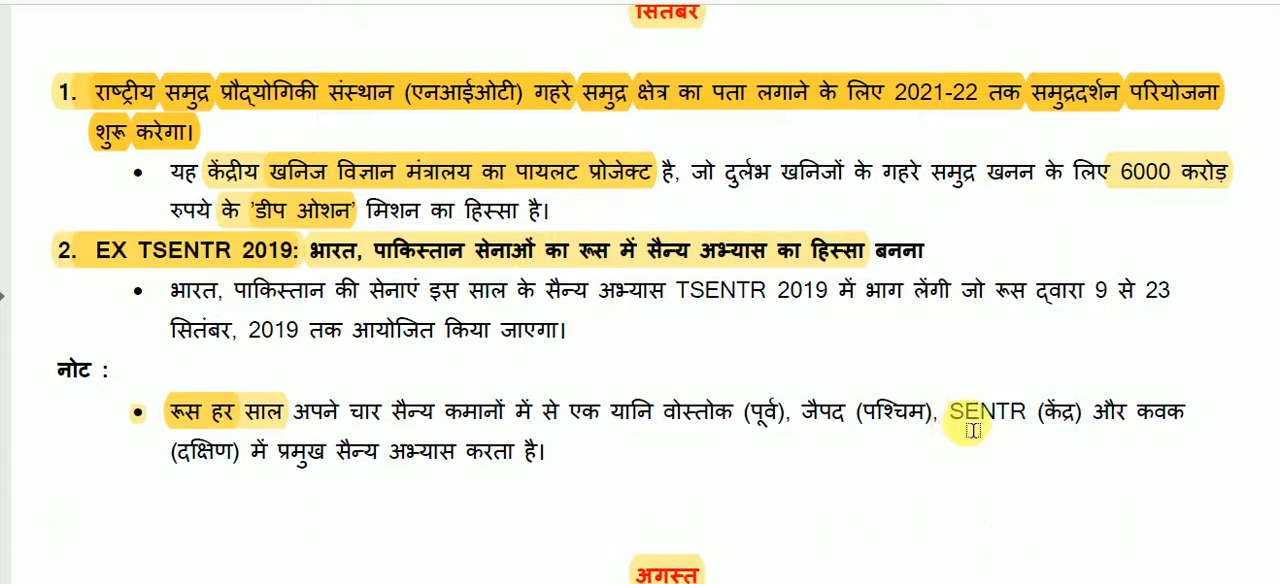 सितंबर
1. राष्ट्रीय समुद्र प्रौद्योगिकी संस्थान (एनआईओटी) गहरे समुद्र क्षेत्र का पता लगाने के लिए 2021-22 तक समुद्रदर्शन परियोजना
शुरू करेगा।
• यह केंद्रीय खनिज विज्ञान मंत्रालय का पायलट प्रोजेक्ट है, जो दुर्लभ खनिजों के गहरे समुद्र खनन के लिए 6000 करोड़
रुपये के 'डीप ओशन' मिशन का हिस्सा है।
2. EX TSENTR 2019: भारत, पाकिस्तान सेनाओं का रूस में सैन्य अभ्यास का हिस्सा बनना
• भारत, पाकिस्तान की सेनाएं इस साल के सैन्य अभ्यास TSENTR 2019 में भाग लेंगी जो रूस द्वारा 9 से 23
सितंबर, 2019 तक आयोजित किया जाएगा।
नोट :
• रूस हर साल अपने चार सैन्य कमानों में से एक यानि वोस्तोक (पूर्व), जैपद (पश्चिम), SENTR (केंद्र) और कवक
(दक्षिण) में प्रमुख सैन्य अभ्यास करता है।
अगस्त